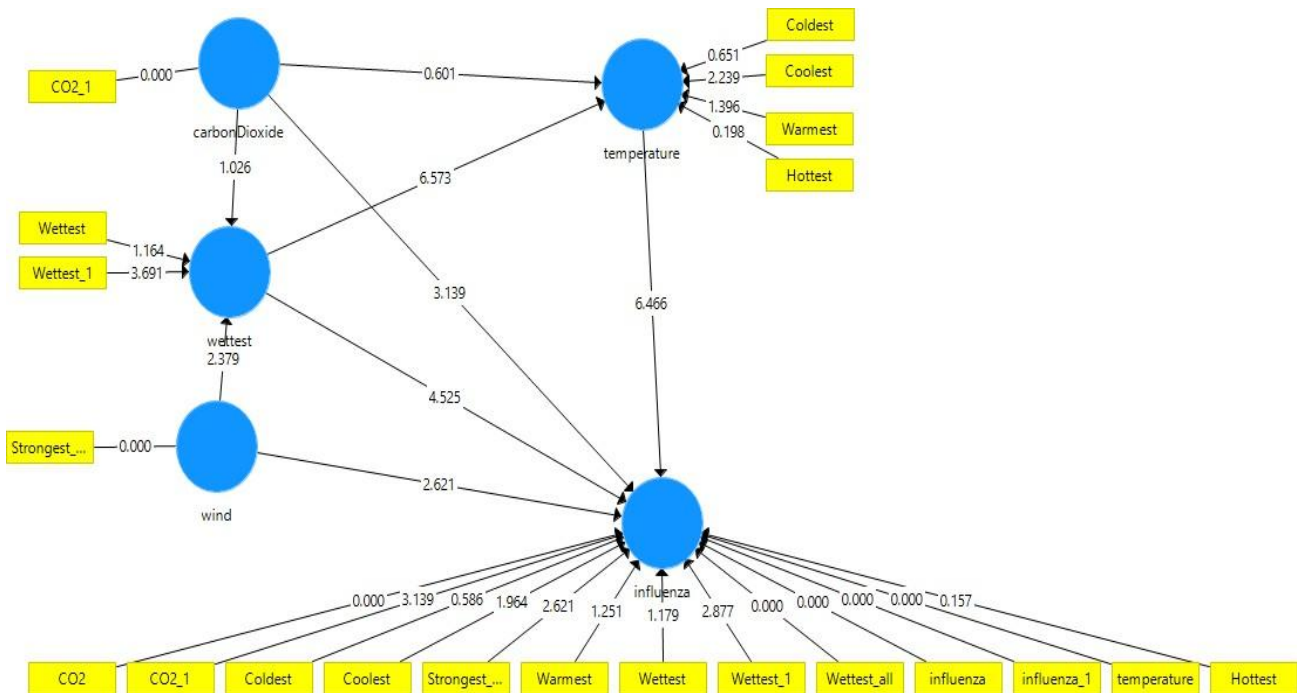 Coldest
0.651
CO2_1
0.000
0.601
2.239
Coolest
carbonDioxide
1.396
Warmest
0.198
temperature
Hottest
1.026
6.573
Wettest
1.164
Wettest_1
3.691
3.139
6.466
wettest
2.379
4.525
Strongest_...
0.000
2.621
wind
influenza
0.000
3.139
0.586
1.964
2.621
1.251
1.179
2.877
0.000
0.000
0.000
0.000
0.157
CO2
CO2_1
Coldest
Coolest
Strongest_...
Warmest
Wettest
Wettest_1
Wettest_all
influenza
influenza_1
temperature
Hottest